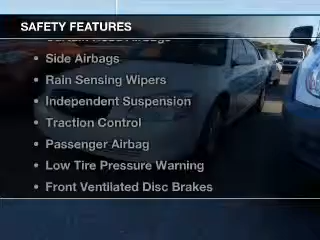 SAFETY FEATURES
• Side Airbags
• Rain Sensing Wipers
• Independent Suspension
• Traction Control
• Passenger Airbag
• Low Tire Pressure Warning
• Front Ventilated Disc Brakes